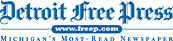 Detroit Free Press
www.freep.com
MICHIGAN'S MOST-READ NEWSPAPER